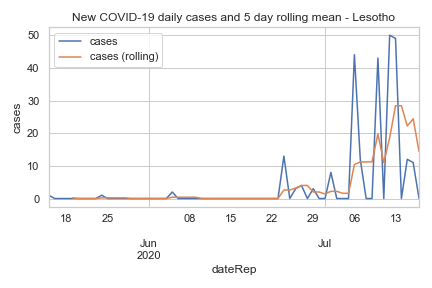 New COVID-19 daily cases and 5 day rolling mean - Lesotho
cases
cases (rolling)
cases
50
40
30
20
10
0
18 25 08 15 22 29 06 13
Jun Jul
2020
dateRep